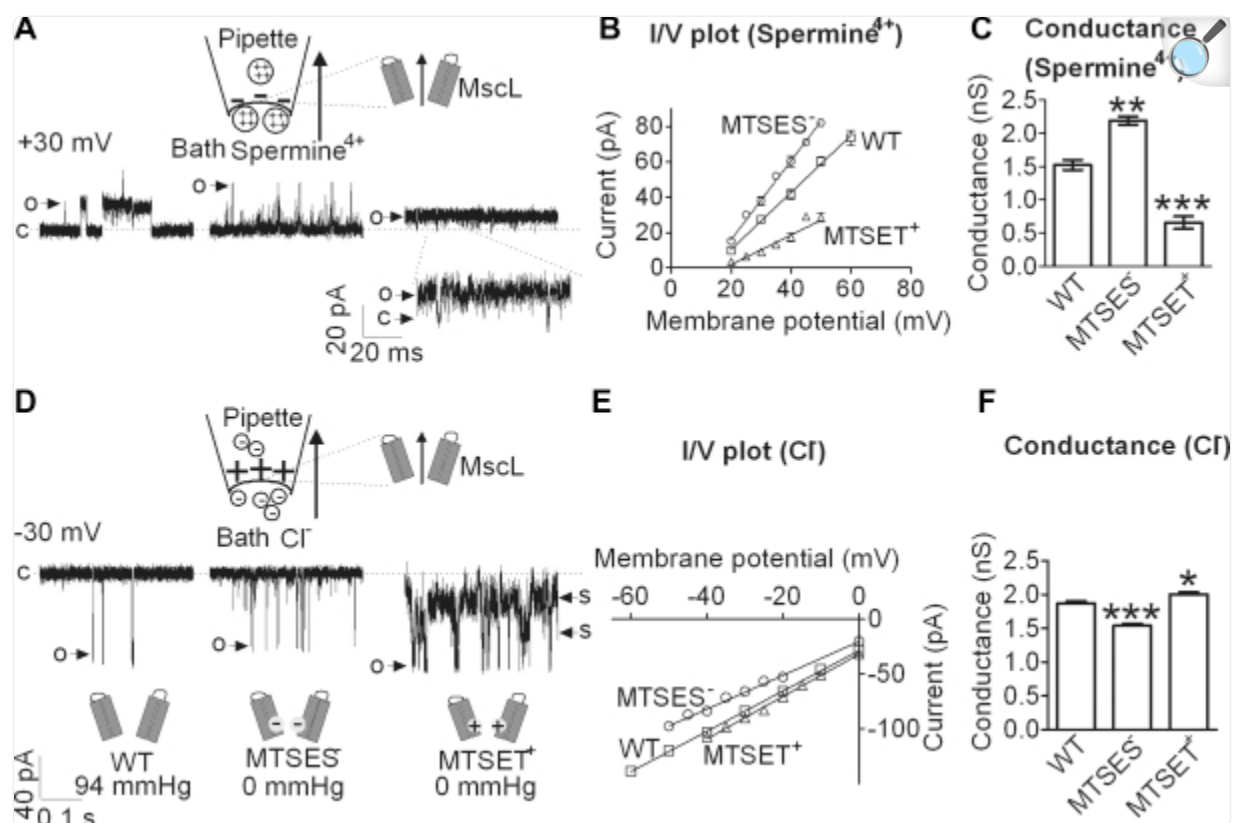 A
Pipette
MscL
+30 mV
Bath Spermine4+
o
c
o
o
o
c
20 pA
20 ms
B I/V plot (Spermine4+)
Current (pA)
80
60
40
20
0
MTSES-
WT
MTSET+
0 20 40 60 80
Membrane potential (mV)
C Conductance
(Spermine4+)
Conductance (nS)
2.5
2.0
1.5
1.0
0.5
0.0
**
***
WT
MTSES-
MTSET+
D
Pipette
MscL
-30 mV
Bath Cl-
c
o
o
o
s
s
WT
94 mmHg
MTSES-
0 mmHg
MTSET+
0 mmHg
40 pA
0.1 s
E
I/V plot (Cl-)
Membrane potential (mV)
-60 -40 -20 0
0
-50
-100
Current (pA)
MTSES-
WT
MTSET+
F
Conductance (Cl-)
Conductance (nS)
2.5
2.0
1.5
1.0
0.5
0.0
***
*
WT
MTSES-
MTSET+